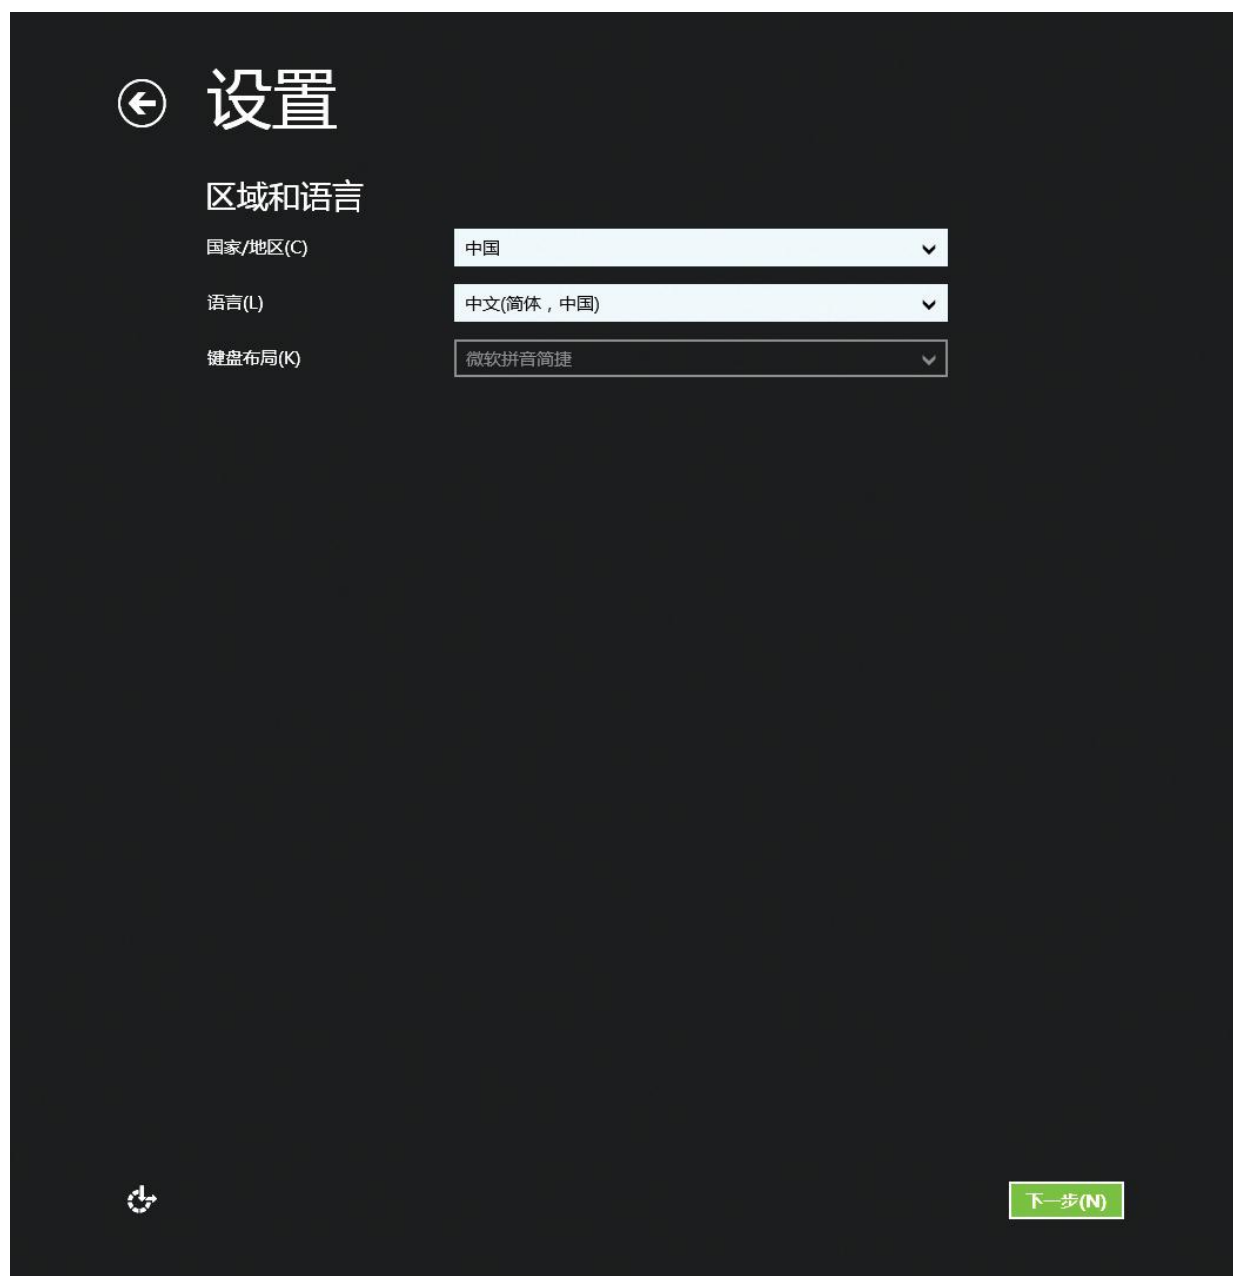 设置
区域和语言
国家/地区(C)
中国
语言(L)
中文(简体，中国)
键盘布局(K)
微软拼音简捷
下一步(N)